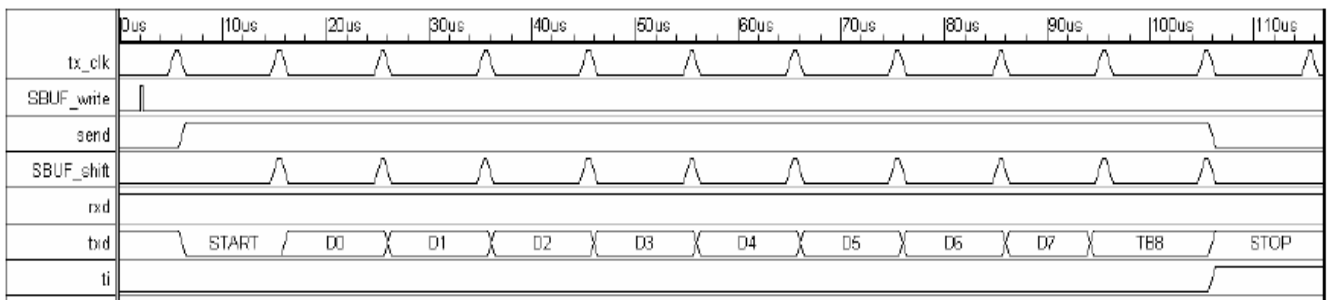 0us 10us 20us 30us 40us 50us 60us 70us 80us 90us 100us 110us
tx_clk
SBUF_write
send
SBUF_shift
rxd
txd START D0 D1 D2 D3 D4 D5 D6 D7 TB8 STOP
ti